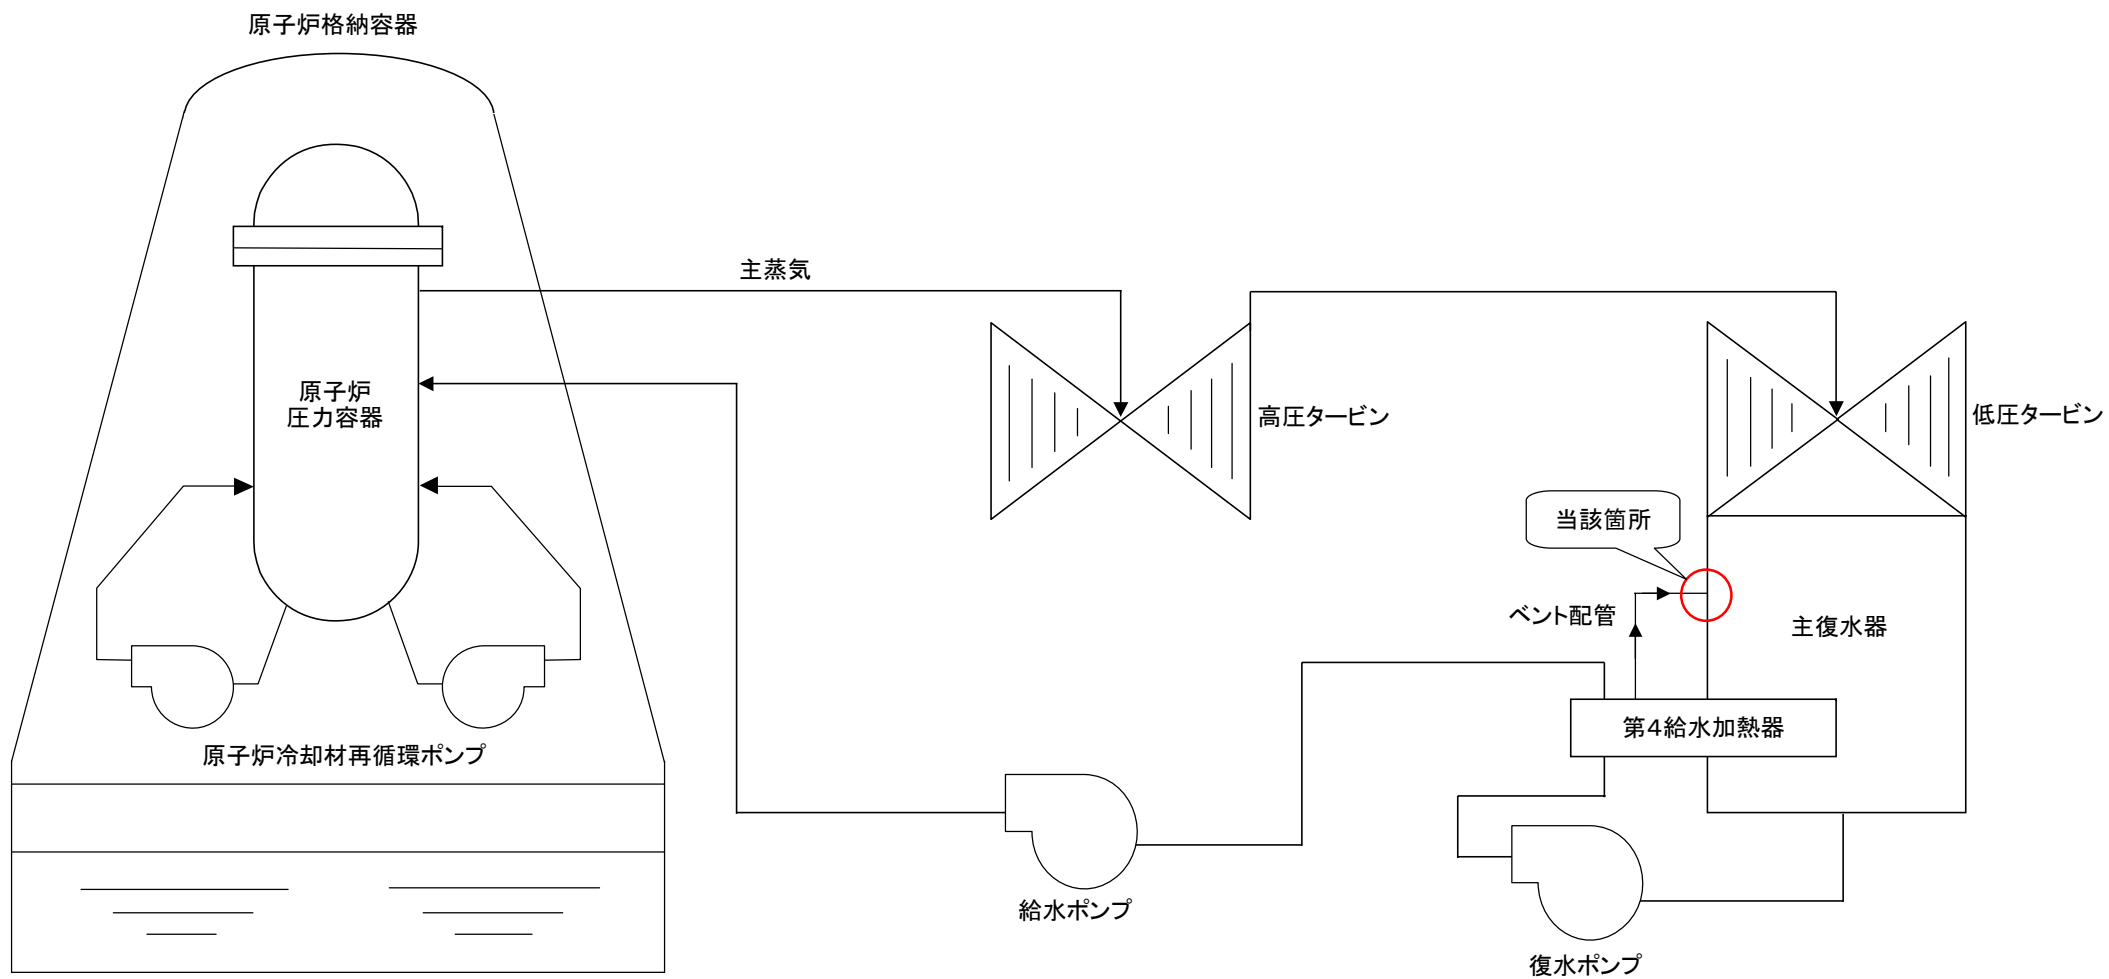 原子炉格納容器
主蒸気
原子炉
圧力容器
高圧タービン
低圧タービン
当該箇所
ベント配管
主復水器
第4給水加熱器
原子炉冷却材再循環ポンプ
給水ポンプ
復水ポンプ